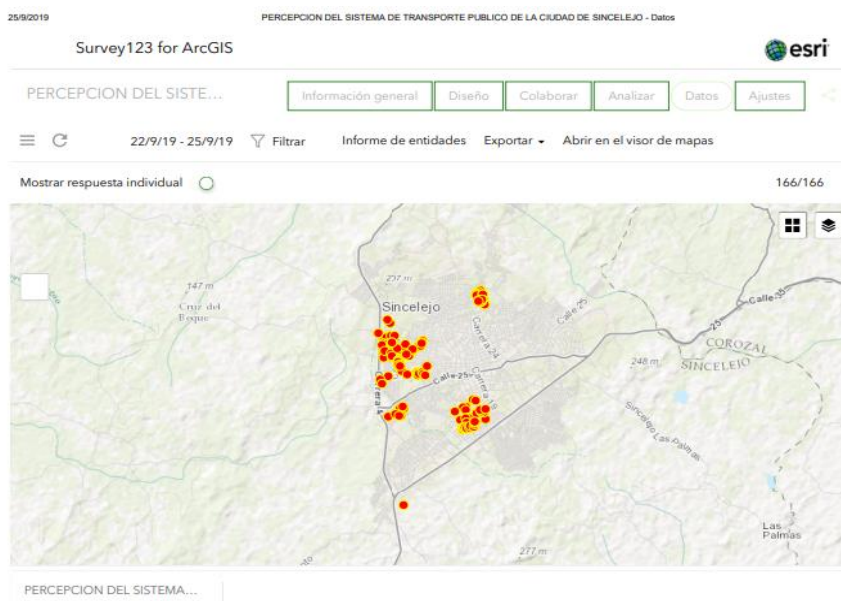 25/9/2019 PERCEPCION DEL SISTEMA DE TRANSPORTE PUBLICO DE LA CIUDAD DE SINCELEJO - Datos
Survey123 for ArcGIS esri
PERCEPCION DEL SISTE... Información general Diseño Colaborar Analizar Datos Ajustes
22/9/19 - 25/9/19 Filtrar Informe de entidades Exportar Abrir en el visor de mapas
Mostrar respuesta individual 166/166
147 m
Cruz del
Beque
257 m
Sincelejo
Carrera 24
Calle 25
Calle 35
25
COROZAL
SINCELEJO
248 m
Calle 25
Carrera 19
Carrera 4
Sincelejo Las Palmas
Las
Palmas
277 m
PERCEPCION DEL SISTEMA...